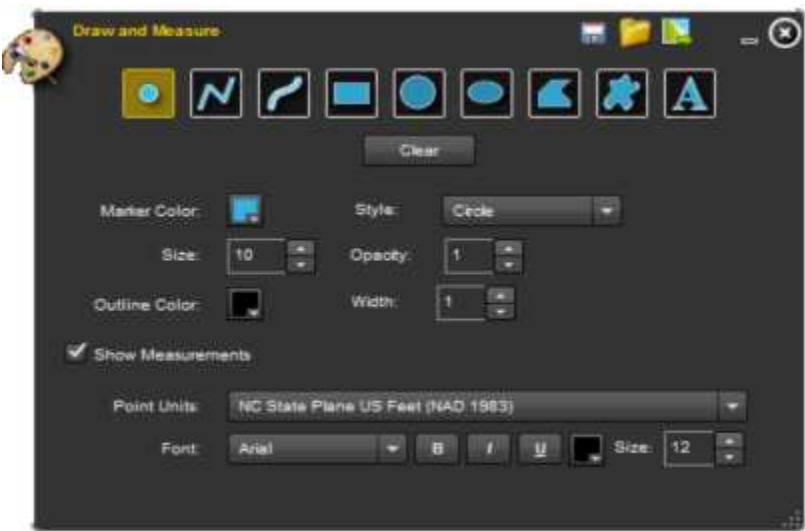 Draw and Measure
A
Clear
Marker Color: Style: Circle
Size: 10 Opacity: 1
Outline Color: Width: 1
Show Measurements
Point Units: NC State Plane US Feet (NAD 1983)
Font: Arial B I U Size: 12